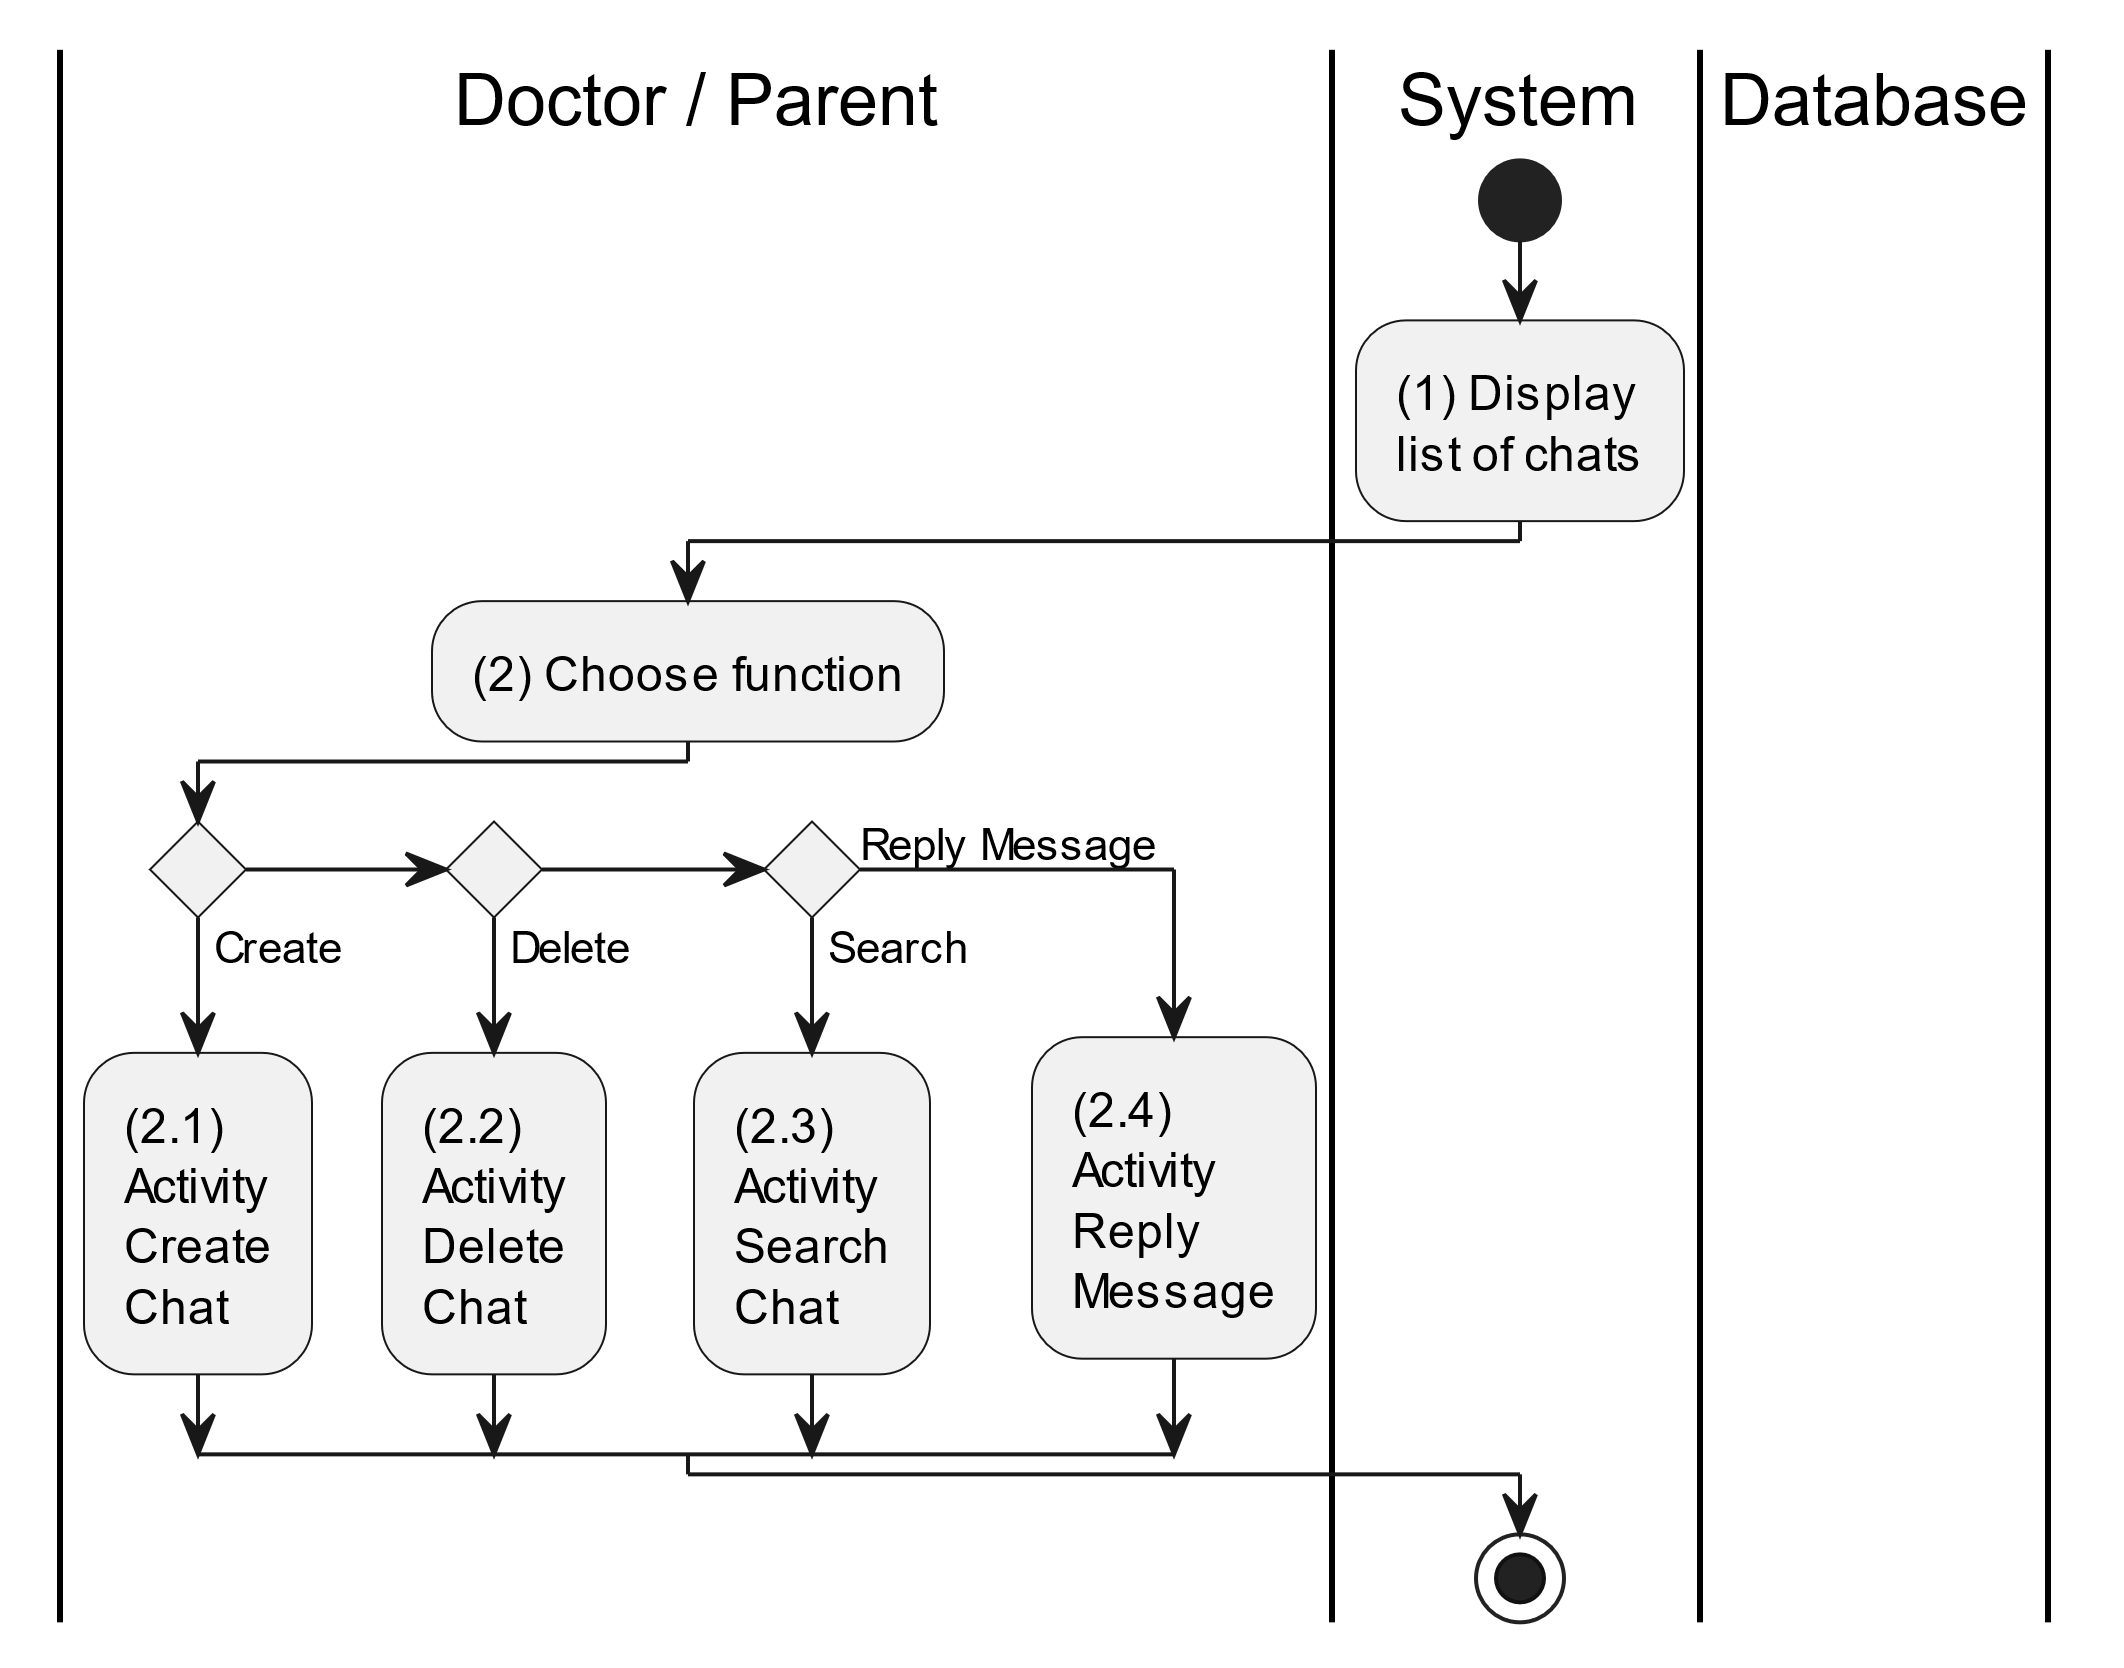 Doctor / Parent
System
Database
(1) Display
list of chats
(2) Choose function
Reply Message
Create
Delete
Search
(2.1)
Activity
Create
Chat
(2.2)
Activity
Delete
Chat
(2.3)
Activity
Search
Chat
(2.4)
Activity
Reply
Message